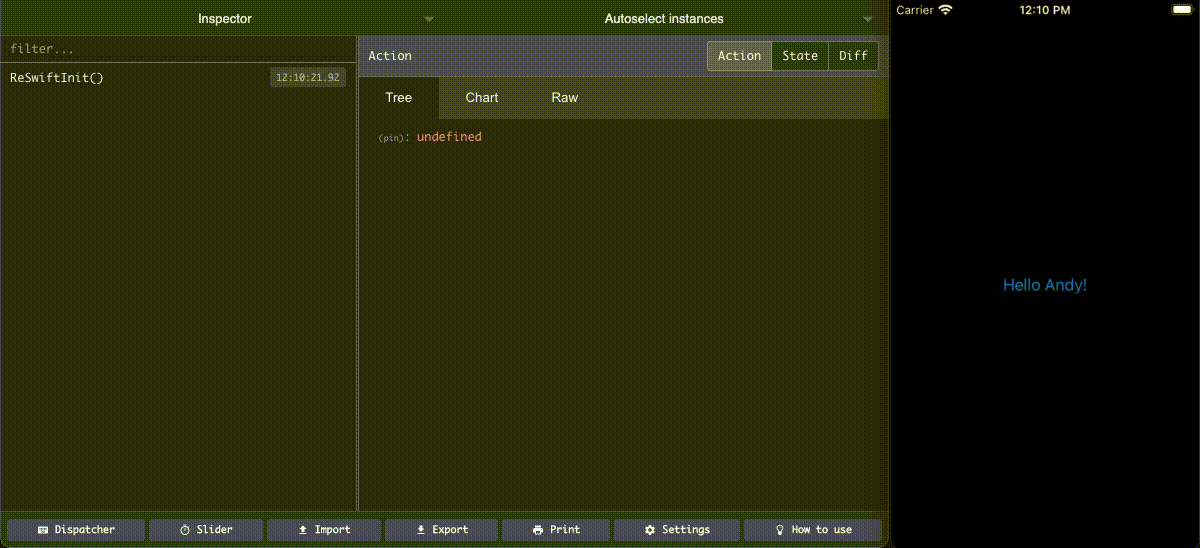 Inspector Autoselect instances
filter...
ReSwiftInit() 12:10:21.92
Action Action State Diff
Tree Chart Raw
(pin): undefined
Dispatcher Slider Import Export Print Settings How to use
Carrier 12:10 PM
Hello Andy!